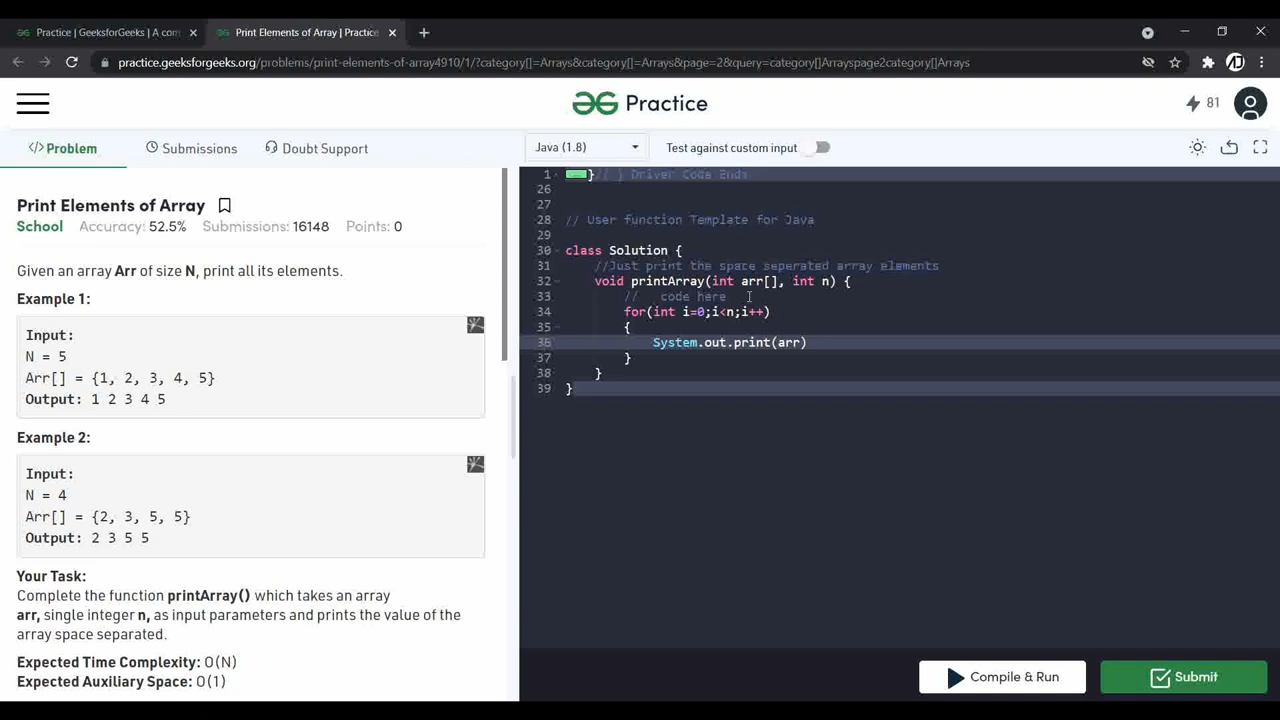 Practice | GeeksforGeeks | A com
Print Elements of Array | Practice
practice.geeksforgeeks.org/problems/print-elements-of-array4910/1/?category[]=Arrays&category[]=Arrays&page=2&query=category[]Arrayspage2category[]Arrays
Practice
81
</>Problem
Submissions
Doubt Support
Java (1.8)
Test against custom input
Print Elements of Array
School Accuracy: 52.5% Submissions: 16148 Points: 0
Given an array Arr of size N, print all its elements.
Example 1:
Input:
N = 5
Arr[] = {1, 2, 3, 4, 5}
Output: 1 2 3 4 5
Example 2:
Input:
N = 4
Arr[] = {2, 3, 5, 5}
Output: 2 3 5 5
Your Task:
Complete the function printArray() which takes an array
arr, single integer n, as input parameters and prints the value of the
array space separated.
Expected Time Complexity: O(N)
Expected Auxiliary Space: O(1)
1 }// } Driver Code Ends
26
27
28 // User function Template for Java
29
30 class Solution {
31 //Just print the space seperated array elements
32 void printArray(int arr[], int n) {
33 // code here
34 for(int i=0;i<n;i++)
35 {
36 System.out.print(arr)
37 }
38 }
39 }
Compile & Run
Submit